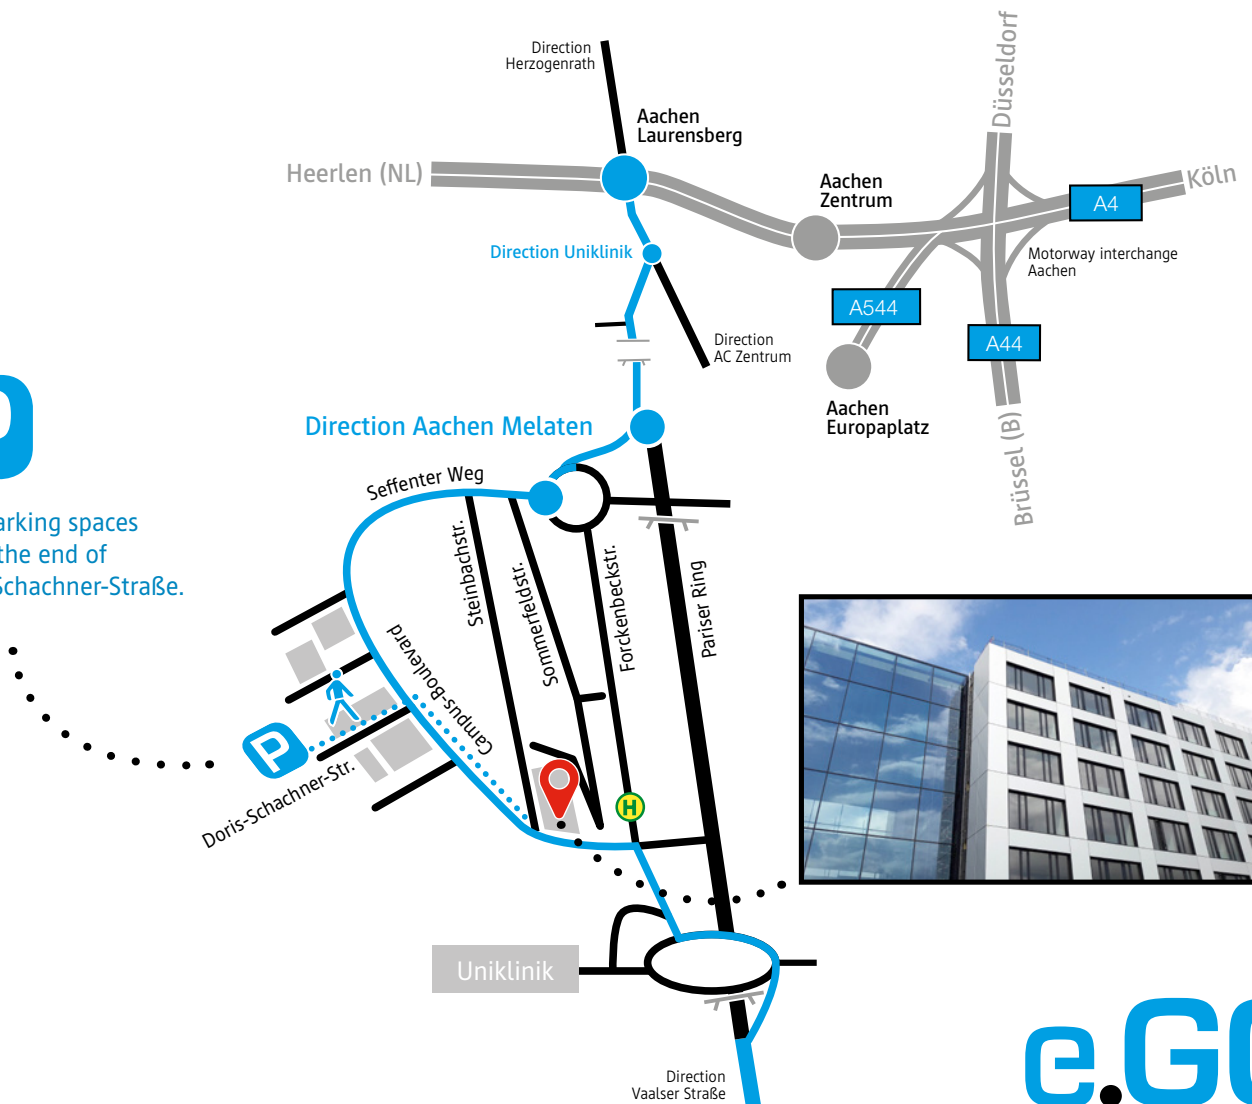 Direction
Herzogenrath
Aachen
Laurensberg
Heerlen (NL)
Düsseldorf
Köln
A4
Aachen
Zentrum
Motorway interchange
Aachen
Direction Uniklinik
A544
A44
Direction
AC Zentrum
Aachen
Europaplatz
Brüssel (B)
Direction Aachen Melaten
Seffenter Weg
arking spaces
the end of
Schachner-Straße.
Steinbachstr.
Sommerfeldstr.
Forckenbeckstr.
Pariser Ring
Campus-Boulevard
P
Doris-Schachner-Str.
H
Uniklinik
Direction
Vaalser Straße
e.GO